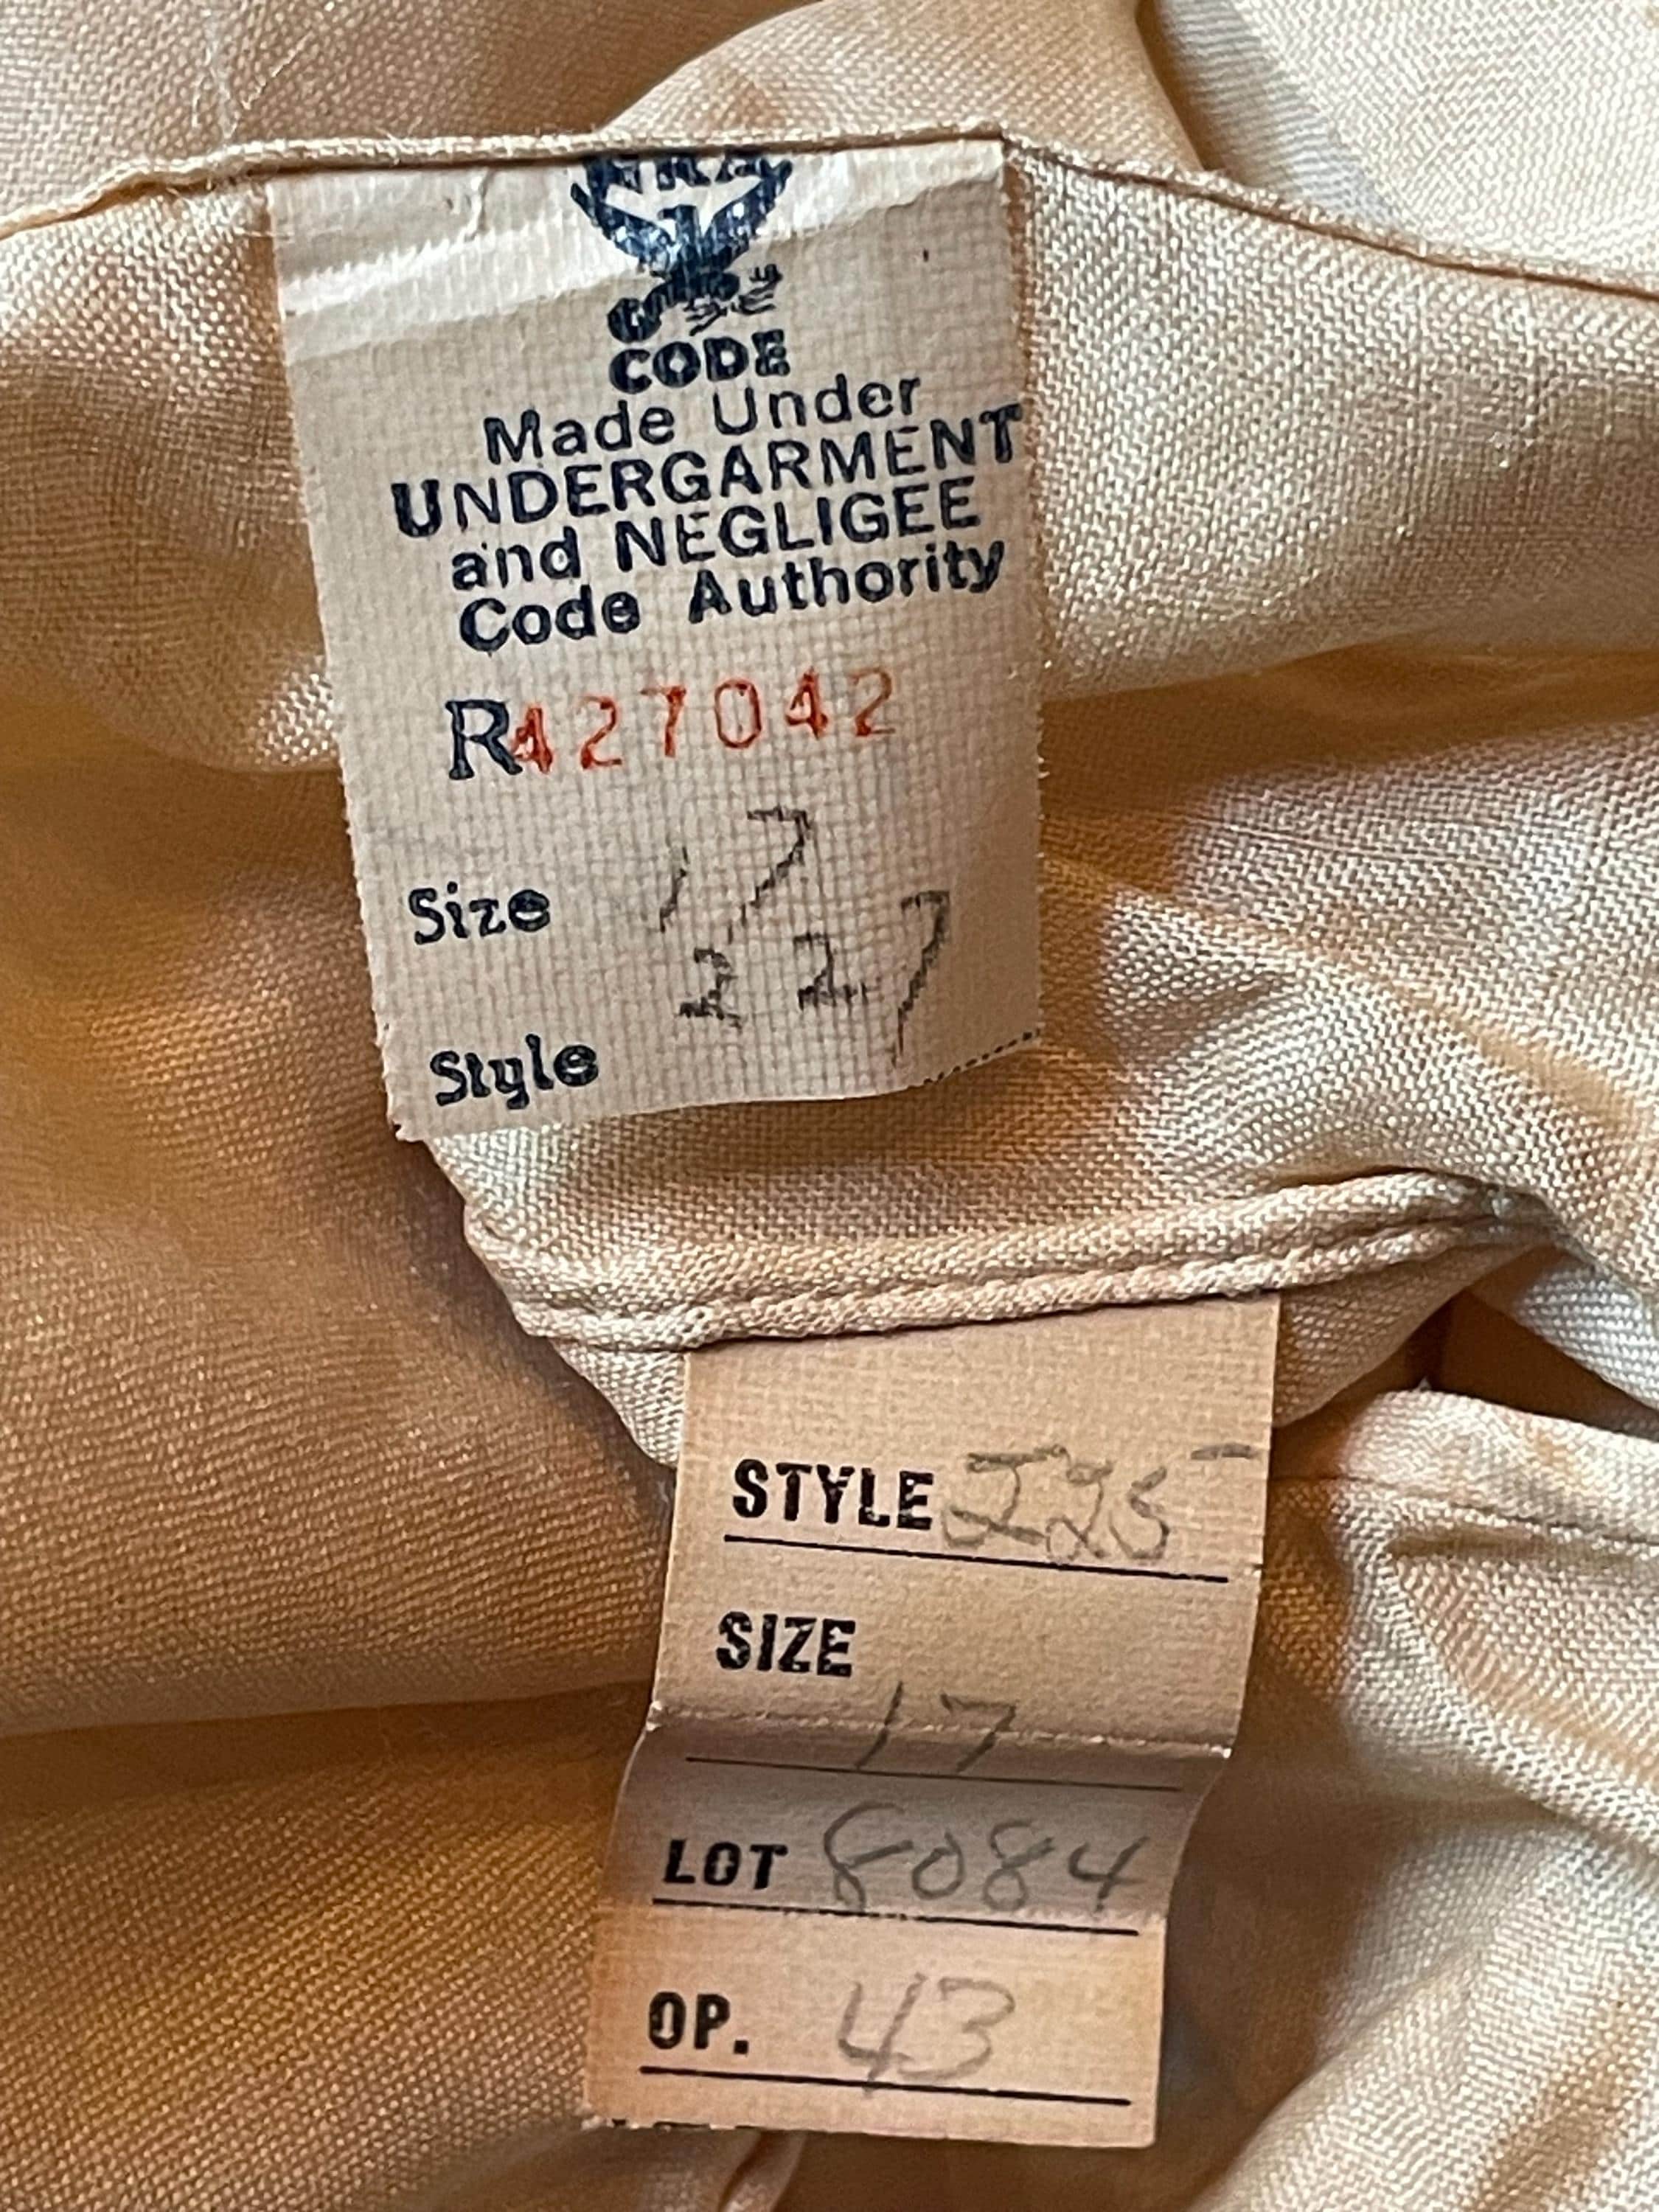 NRA
CODE
Made Under
UNDERGARMENT
and NEGLIGEE
Code Authority
R427042
Size 17
227
Style
STYLE 225
SIZE
17
LOT 8084
OP. 43